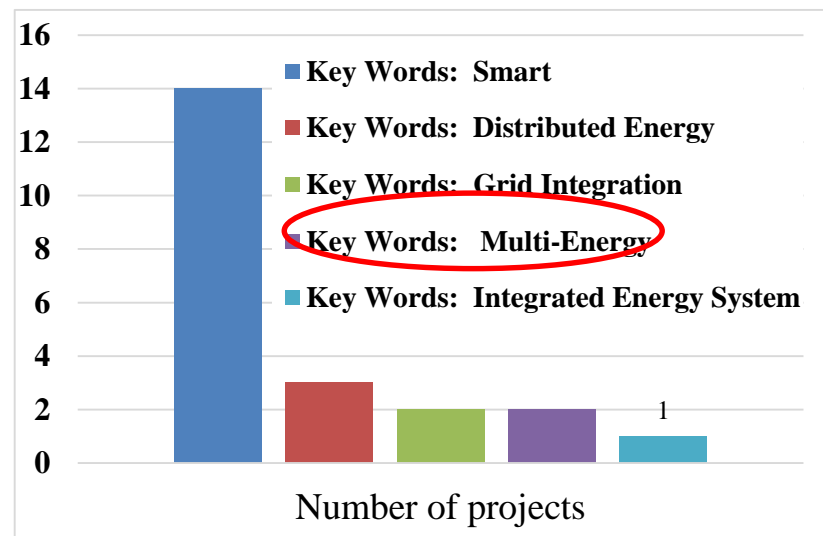 16
14
12
10
8
6
4
2
0
Key Words: Smart
Key Words: Distributed Energy
Key Words: Grid Integration
Key Words: Multi-Energy
Key Words: Integrated Energy System
1
Number of projects